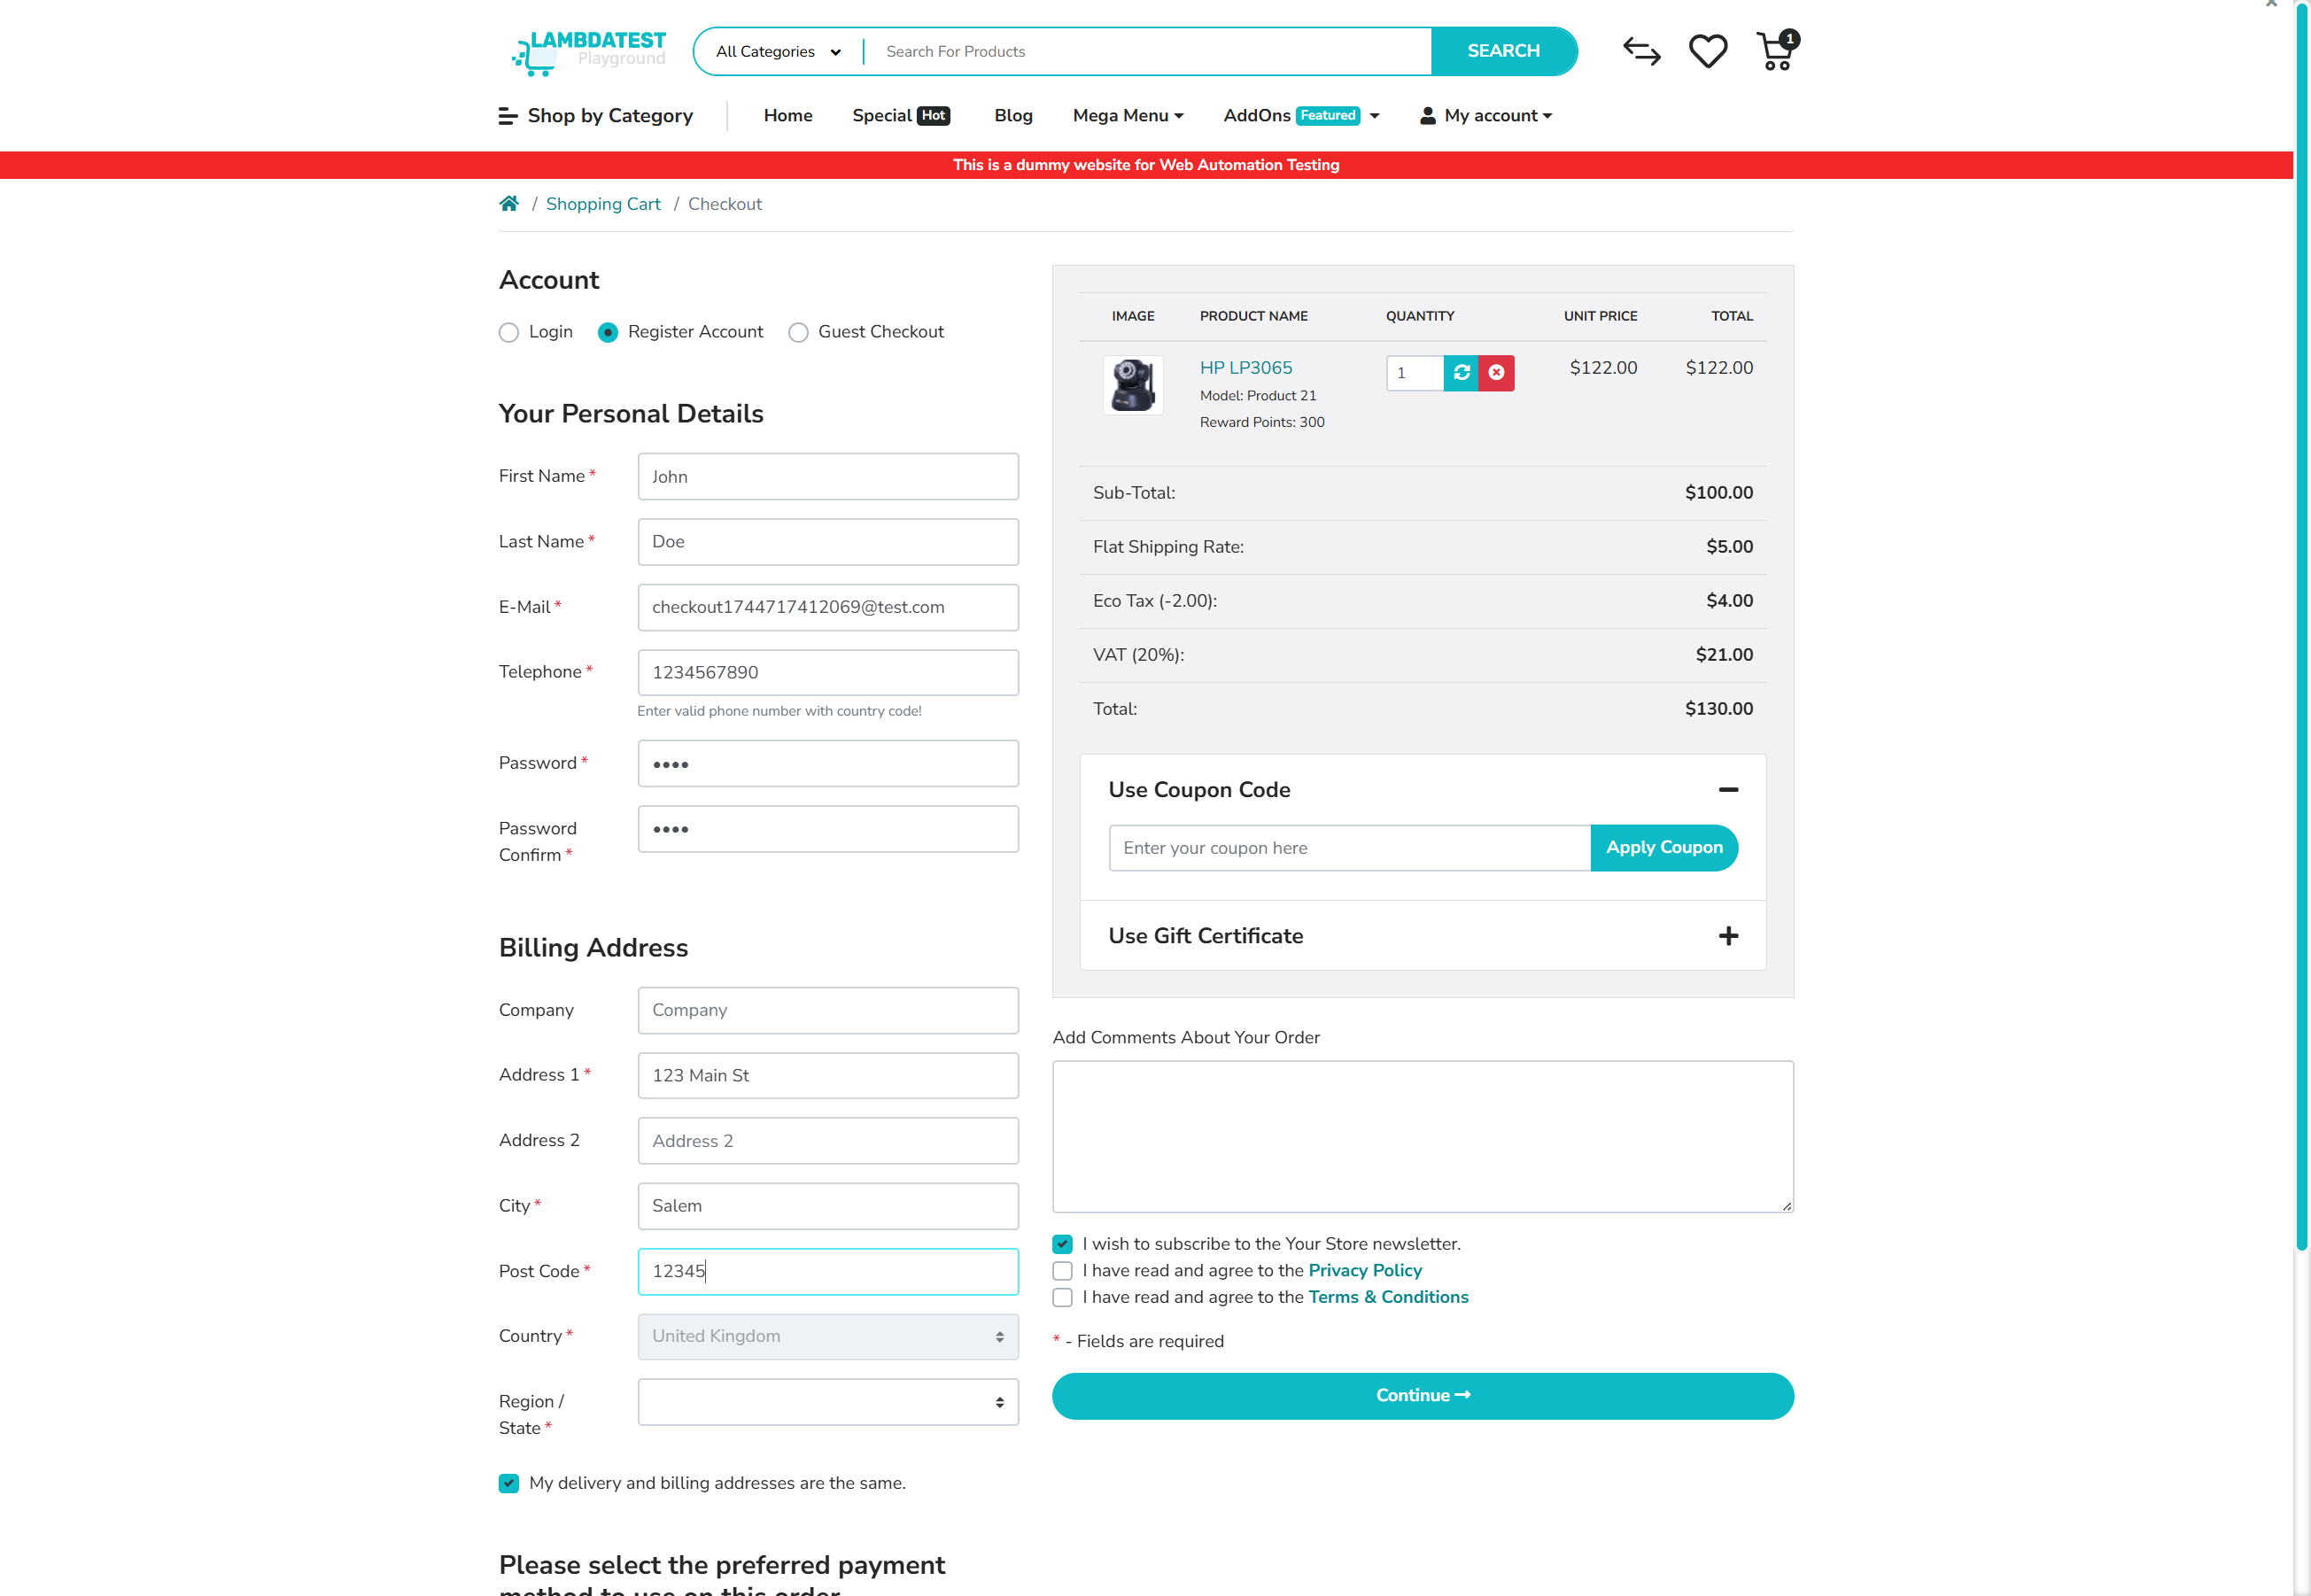 LAMBDATEST
Playground
All Categories
Search For Products
SEARCH
1
Shop by Category
Home
Special Hot
Blog
Mega Menu
AddOns Featured
My account
This is a dummy website for Web Automation Testing
/ Shopping Cart / Checkout
Account
Login
Register Account
Guest Checkout
Your Personal Details
First Name *
John
Last Name *
Doe
E-Mail *
checkout1744717412069@test.com
Telephone *
1234567890
Enter valid phone number with country code!
Password *
••••
Password
Confirm *
••••
Billing Address
Company
Company
Address 1 *
123 Main St
Address 2
Address 2
City *
Salem
Post Code *
12345
Country *
United Kingdom
Region /
State *
My delivery and billing addresses are the same.
Please select the preferred payment
method to use on this order
IMAGE PRODUCT NAME QUANTITY UNIT PRICE TOTAL
HP LP3065 1 $122.00 $122.00
Model: Product 21
Reward Points: 300
Sub-Total: $100.00
Flat Shipping Rate: $5.00
Eco Tax (-2.00): $4.00
VAT (20%): $21.00
Total: $130.00
Use Coupon Code
Enter your coupon here
Apply Coupon
Use Gift Certificate
Add Comments About Your Order
I wish to subscribe to the Your Store newsletter.
I have read and agree to the Privacy Policy
I have read and agree to the Terms & Conditions
* - Fields are required
Continue